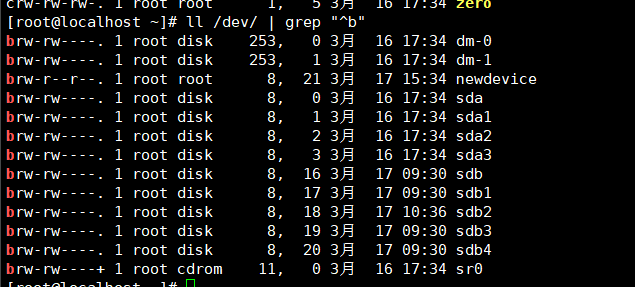 crw-rw-rw-. 1 root root      1,   5 3月  16 17:34 zero
[root@localhost ~]# ll /dev/ | grep "^b"
brw-rw----. 1 root disk    253,   0 3月  16 17:34 dm-0
brw-rw----. 1 root disk    253,   1 3月  16 17:34 dm-1
brw-r--r--. 1 root root      8,  21 3月  17 15:34 newdevice
brw-rw----. 1 root disk      8,   0 3月  16 17:34 sda
brw-rw----. 1 root disk      8,   1 3月  16 17:34 sda1
brw-rw----. 1 root disk      8,   2 3月  16 17:34 sda2
brw-rw----. 1 root disk      8,   3 3月  16 17:34 sda3
brw-rw----. 1 root disk      8,  16 3月  17 09:30 sdb
brw-rw----. 1 root disk      8,  17 3月  17 09:30 sdb1
brw-rw----. 1 root disk      8,  18 3月  17 10:36 sdb2
brw-rw----. 1 root disk      8,  19 3月  17 09:30 sdb3
brw-rw----. 1 root disk      8,  20 3月  17 09:30 sdb4
brw-rw----+ 1 root cdrom    11,   0 3月  16 17:34 sr0
[root@localhost ~]#